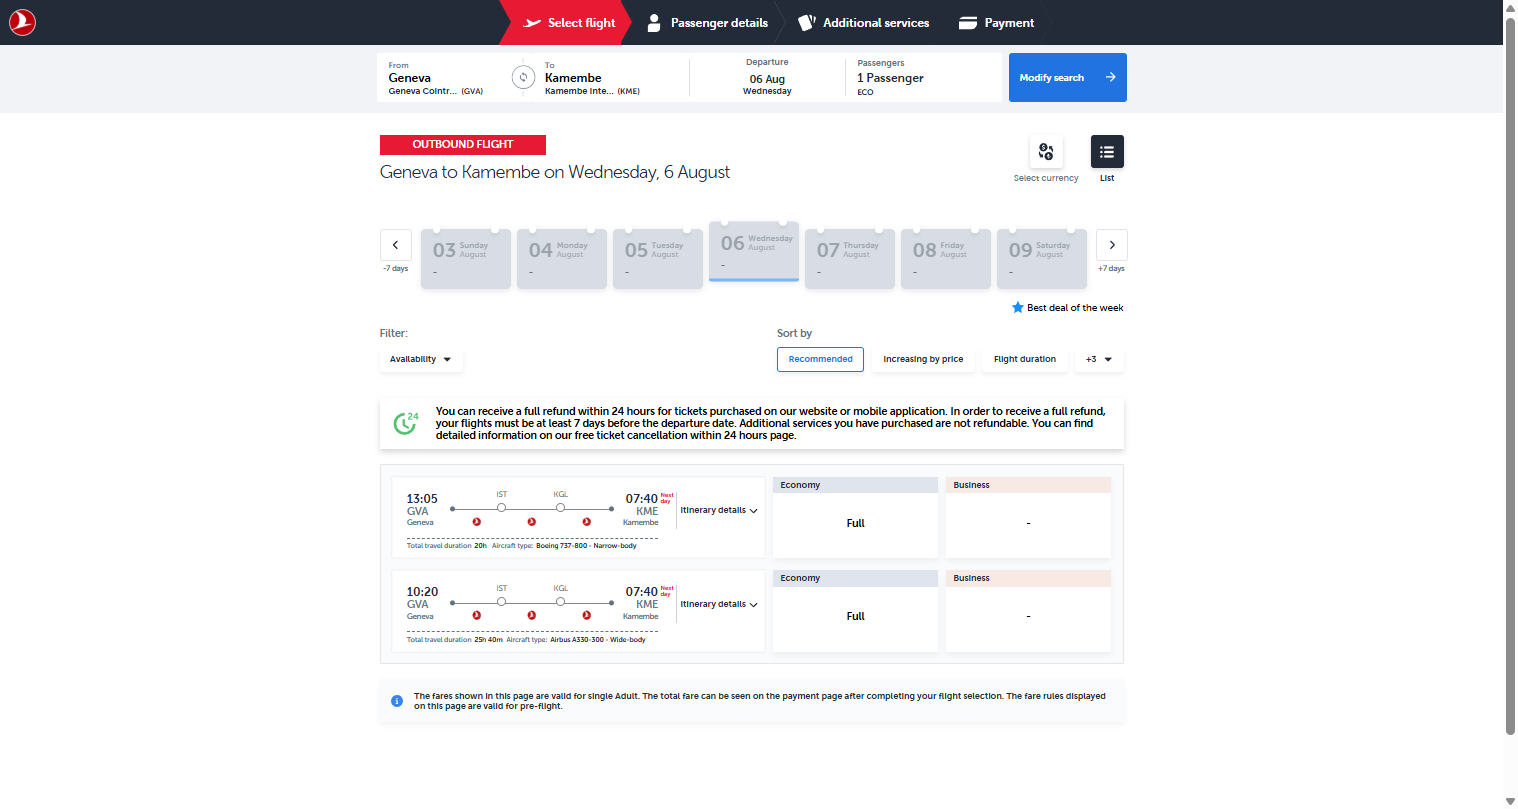 Select flight
Passenger details
Additional services
Payment
From
Geneva
Geneva Cointr... (GVA)
To
Kamembe
Kamembe Inte... (KME)
Departure
06 Aug
Wednesday
Passengers
1 Passenger
ECO
Modify search
OUTBOUND FLIGHT
Geneva to Kamembe on Wednesday, 6 August
Select currency
List
-7 days
03 Sunday August
-
04 Monday August
-
05 Tuesday August
-
06 Wednesday August
-
07 Thursday August
-
08 Friday August
-
09 Saturday August
-
+7 days
Best deal of the week
Filter:
Availability
Sort by
Recommended
Increasing by price
Flight duration
+3
24
You can receive a full refund within 24 hours for tickets purchased on our website or mobile application. In order to receive a full refund,
your flights must be at least 7 days before the departure date. Additional services you have purchased are not refundable. You can find
detailed information on our free ticket cancellation within 24 hours page.
13:05
GVA
Geneva
IST
KGL
07:40 Next day
KME
Kamembe
Itinerary details
Total travel duration 20h Aircraft type: Boeing 737-800 - Narrow-body
Economy
Full
Business
-
10:20
GVA
Geneva
IST
KGL
07:40 Next day
KME
Kamembe
Itinerary details
Total travel duration 25h 40m Aircraft type: Airbus A330-300 - Wide-body
Economy
Full
Business
-
The fares shown in this page are valid for single Adult. The total fare can be seen on the payment page after completing your flight selection. The fare rules displayed
on this page are valid for pre-flight.